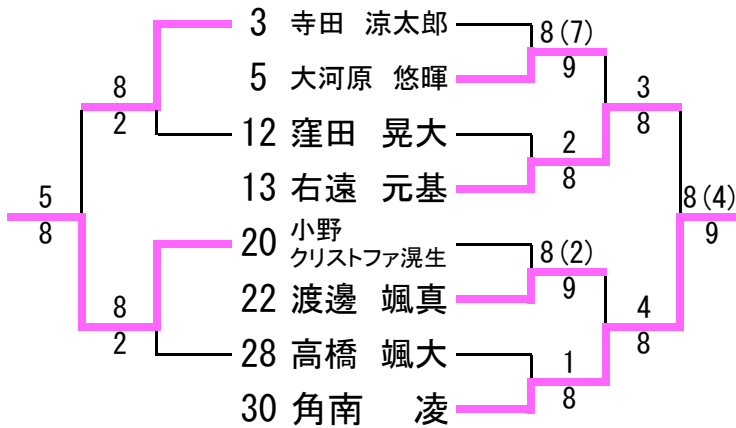 3 寺田 涼太郎
5 大河原 悠暉
12 窪田 晃大
13 右遠 元基
20 小野
クリストファ滉生
22 渡邊 颯真
28 高橋 颯大
30 角南 凌
8
2
5
8
8
2
8(7)
9
2
8
3
8
8(4)
9
8(2)
9
4
8
1
8